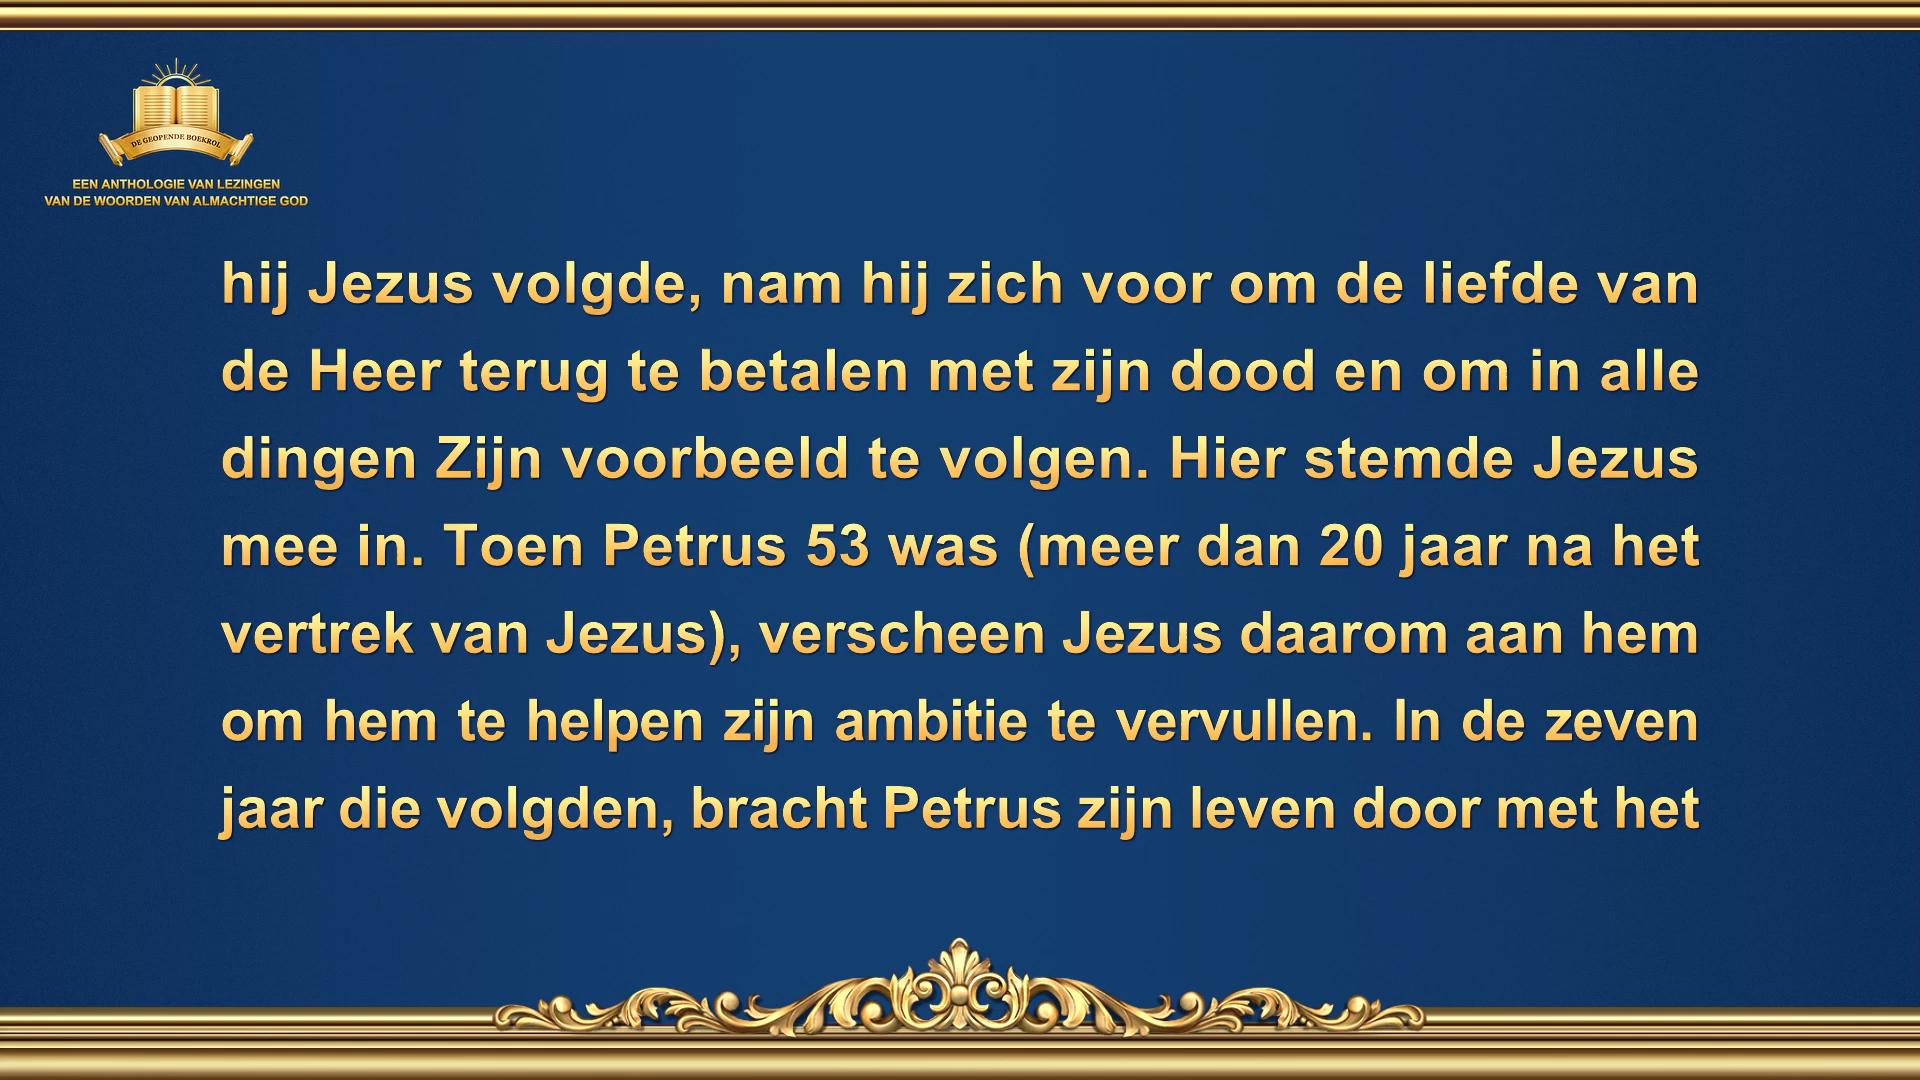 DE GEOPENDE BOEKROL
EEN ANTHOLOGIE VAN LEZINGEN
VAN DE WOORDEN VAN ALMACHTIGE GOD
hij Jezus volgde, nam hij zich voor om de liefde van
de Heer terug te betalen met zijn dood en om in alle
dingen Zijn voorbeeld te volgen. Hier stemde Jezus
mee in. Toen Petrus 53 was (meer dan 20 jaar na het
vertrek van Jezus), verscheen Jezus daarom aan hem
om hem te helpen zijn ambitie te vervullen. In de zeven
jaar die volgden, bracht Petrus zijn leven door met het